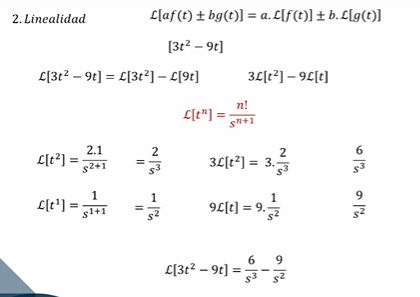 2. Linealidad ℒ[af(t) ± bg(t)] = a.ℒ[f(t)] ± b.ℒ[g(t)]
[3t² − 9t]
ℒ[3t² − 9t] = ℒ[3t²] − ℒ[9t] 3ℒ[t²] − 9ℒ[t]
ℒ[tⁿ] = n!/sⁿ⁺¹
ℒ[t²] = 2.1/s²⁺¹ = 2/s³ 3ℒ[t²] = 3.2/s³ 6/s³
ℒ[t¹] = 1/s¹⁺¹ = 1/s² 9ℒ[t] = 9.1/s² 9/s²
ℒ[3t² − 9t] = 6/s³ − 9/s²